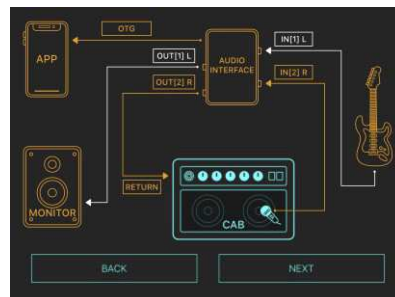 OTG
APP
OUT[1] L
OUT[2] R
AUDIO
INTERFACE
IN[1] L
IN[2] R
RETURN
MONITOR
CAB
BACK
NEXT